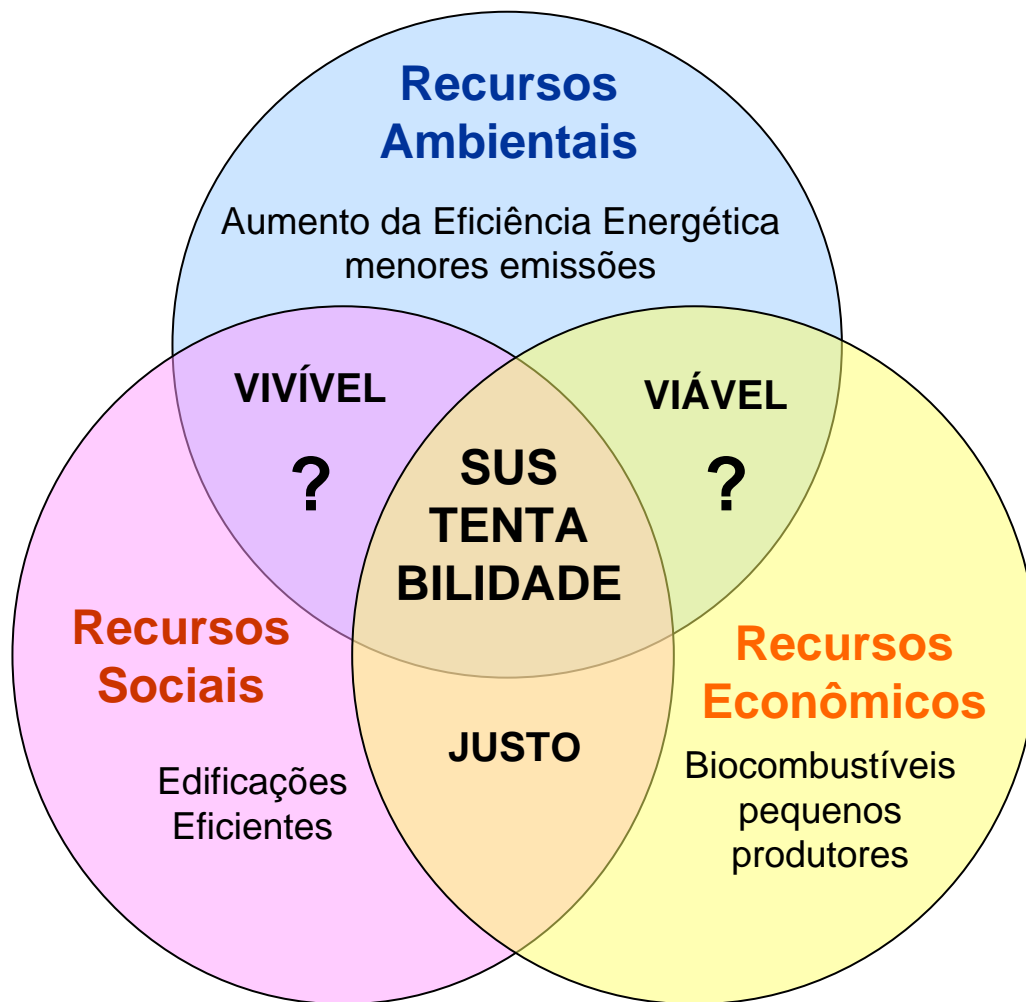 Recursos
Ambientais
Aumento da Eficiência Energética
menores emissões
VIVÍVEL
?
VIÁVEL
?
SUS
TENTA
BILIDADE
Recursos
Sociais
Edificações
Eficientes
JUSTO
Recursos
Econômicos
Biocombustíveis
pequenos
produtores